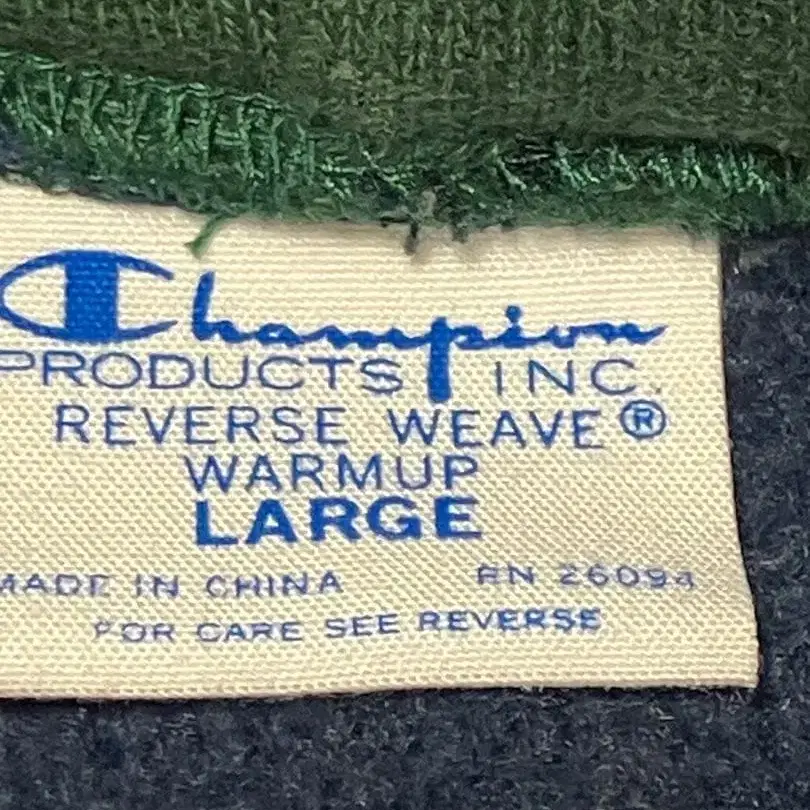 Champion
PRODUCTS INC.
REVERSE WEAVE®
WARMUP
LARGE
MADE IN CHINA RN 26094
FOR CARE SEE REVERSE